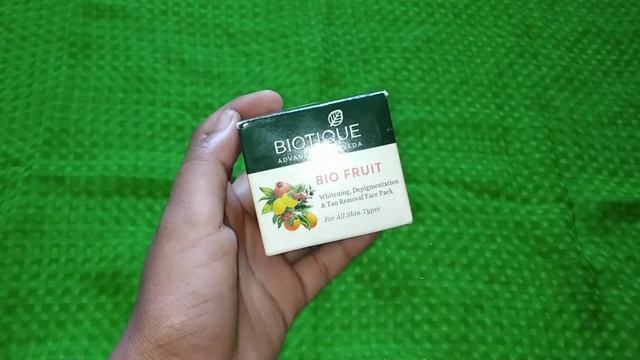 BIOTIQUE
BIO FRUIT
Whitening, Depigmentation
& Tan Removal Face Pack
For All Skin Types